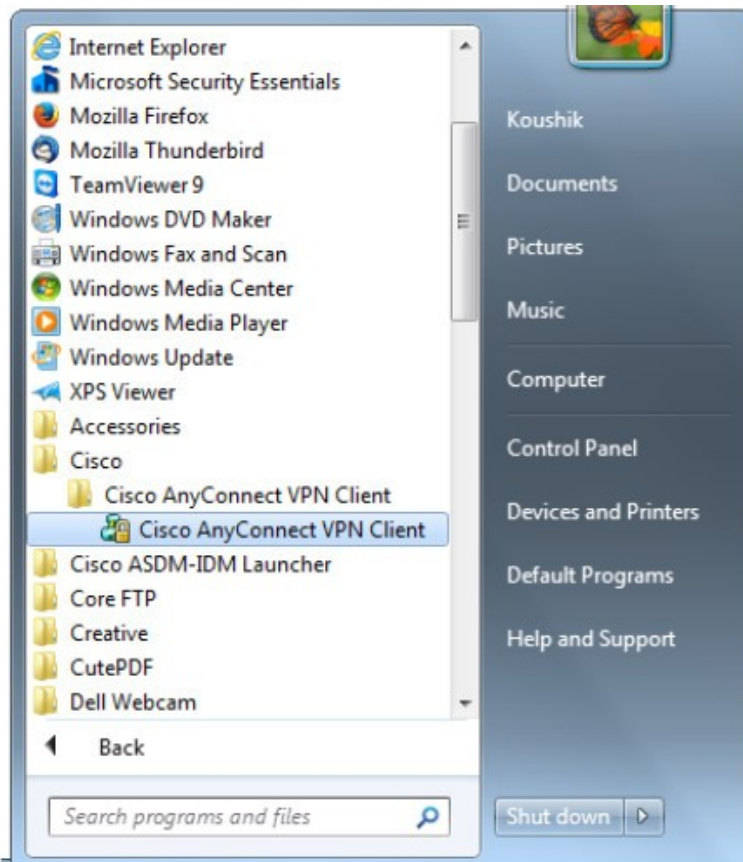 Internet Explorer
Microsoft Security Essentials
Mozilla Firefox
Mozilla Thunderbird
TeamViewer 9
Windows DVD Maker
Windows Fax and Scan
Windows Media Center
Windows Media Player
Windows Update
XPS Viewer
Accessories
Cisco
Cisco AnyConnect VPN Client
Cisco AnyConnect VPN Client
Cisco ASDM-IDM Launcher
Core FTP
Creative
CutePDF
Dell Webcam
Back
Search programs and files
Koushik
Documents
Pictures
Music
Computer
Control Panel
Devices and Printers
Default Programs
Help and Support
Shut down